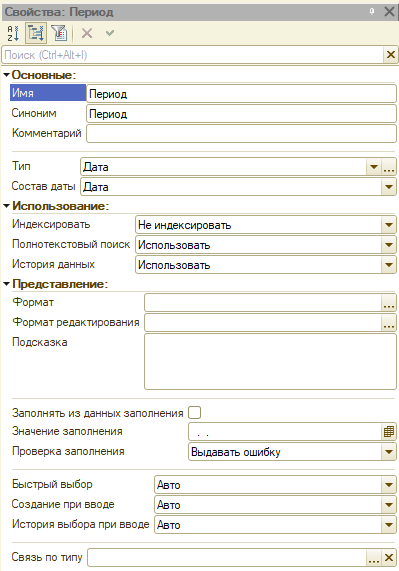 Свойства: Период
Поиск (Ctrl+Alt+I)
Основные:
Имя Период
Синоним Период
Комментарий
Тип Дата ...
Состав даты Дата
Использование:
Индексировать Не индексировать
Полнотекстовый поиск Использовать
История данных Использовать
Представление:
Формат ...
Формат редактирования ...
Подсказка
Заполнять из данных заполнения
Значение заполнения . .
Проверка заполнения Выдавать ошибку
Быстрый выбор Авто
Создание при вводе Авто
История выбора при вводе Авто
Связь по типу ...